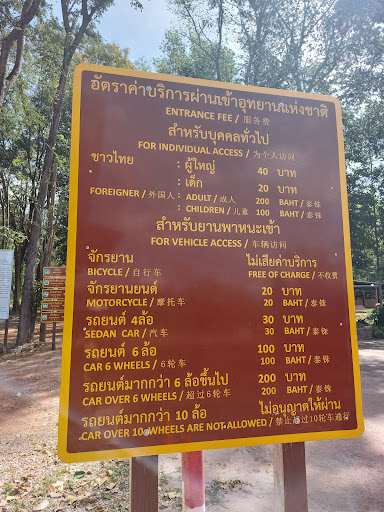 อัตราค่าบริการผ่านเข้าอุทยานแห่งชาติ
ENTRANCE FEE / 服务费
สำหรับบุคคลทั่วไป
FOR INDIVIDUAL ACCESS / 为个人访问
ชาวไทย : ผู้ใหญ่ 40 บาท
: เด็ก 20 บาท
FOREIGNER / 外国人 : ADULT / 成人 200 BAHT / 泰铢
: CHILDREN / 儿童 100 BAHT / 泰铢
สำหรับยานพาหนะเข้า
FOR VEHICLE ACCESS / 车辆访问
จักรยาน ไม่เสียค่าบริการ
BICYCLE / 自行车 FREE OF CHARGE / 不收费
จักรยานยนต์ 20 บาท
MOTORCYCLE / 摩托车 20 BAHT / 泰铢
รถยนต์ 4ล้อ 30 บาท
SEDAN CAR / 汽车 30 BAHT / 泰铢
รถยนต์ 6ล้อ 100 บาท
CAR 6 WHEELS / 6轮车 100 BAHT / 泰铢
รถยนต์มากกว่า 6 ล้อขึ้นไป 200 บาท
CAR OVER 6 WHEELS / 超过6轮车 200 BAHT / 泰铢
รถยนต์มากกว่า 10 ล้อ ไม่อนุญาตให้ผ่าน
CAR OVER 10 WHEELS ARE NOT ALLOWED / 禁止超过10轮车通行